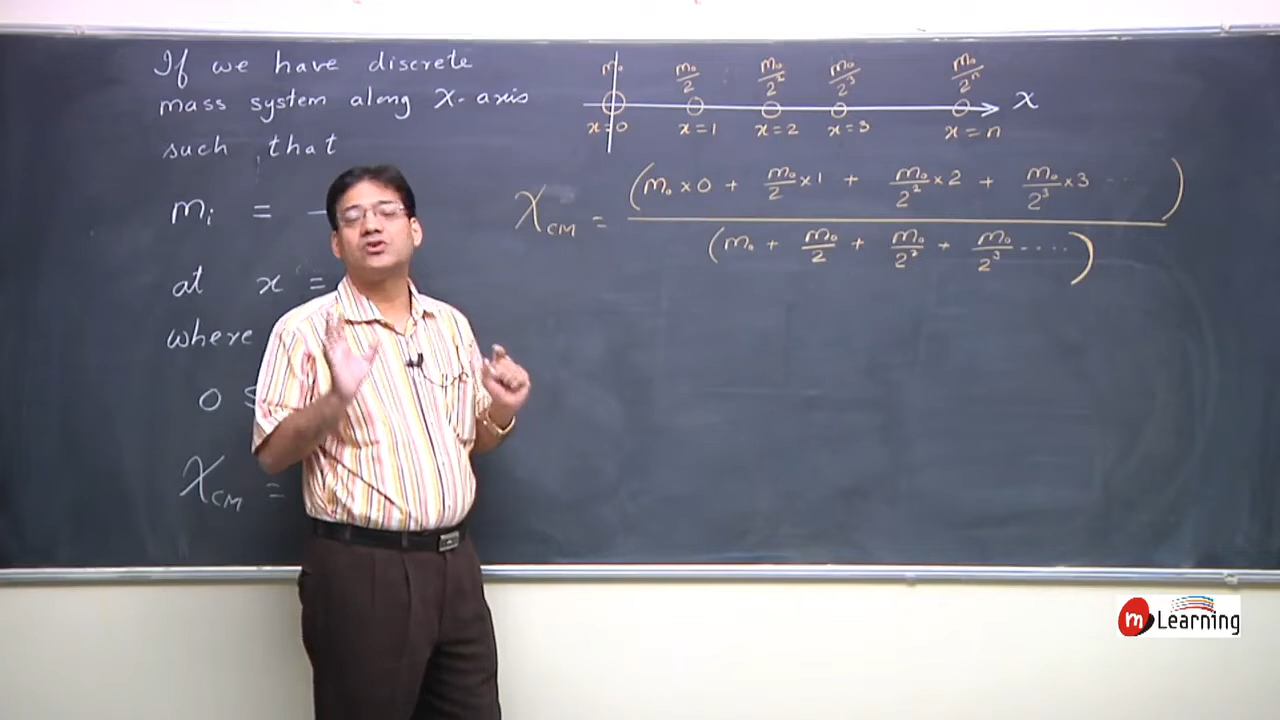 If we have discrete
mass system along X-axis
such that
mᵢ = –
at x =
where
0 ≤
X_CM =
m₀ m₀/2 m₀/2² m₀/2³ m₀/2ⁿ
x
x=0 x=1 x=2 x=3 x=n
X_CM = (m₀×0 + m₀/2×1 + m₀/2²×2 + m₀/2³×3 ...)
(m₀ + m₀/2 + m₀/2² + m₀/2³ ....)
m Learning